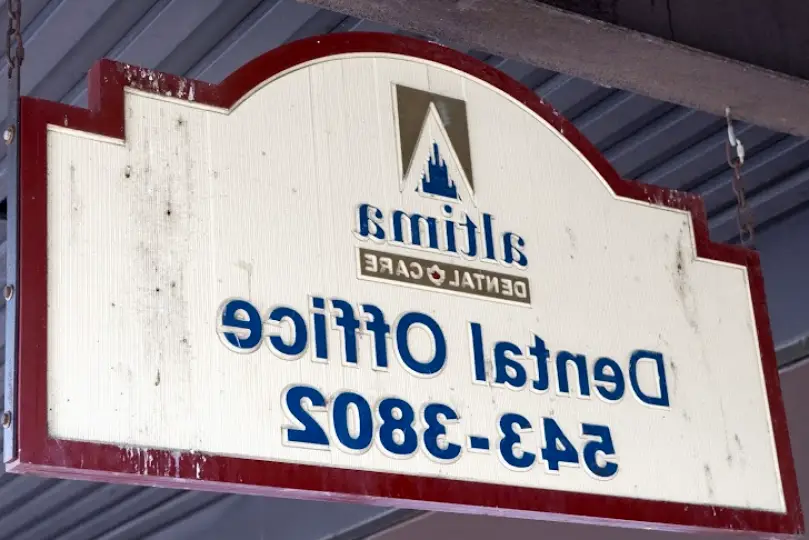 altima
DENTAL CARE
Dental Office
543-3802